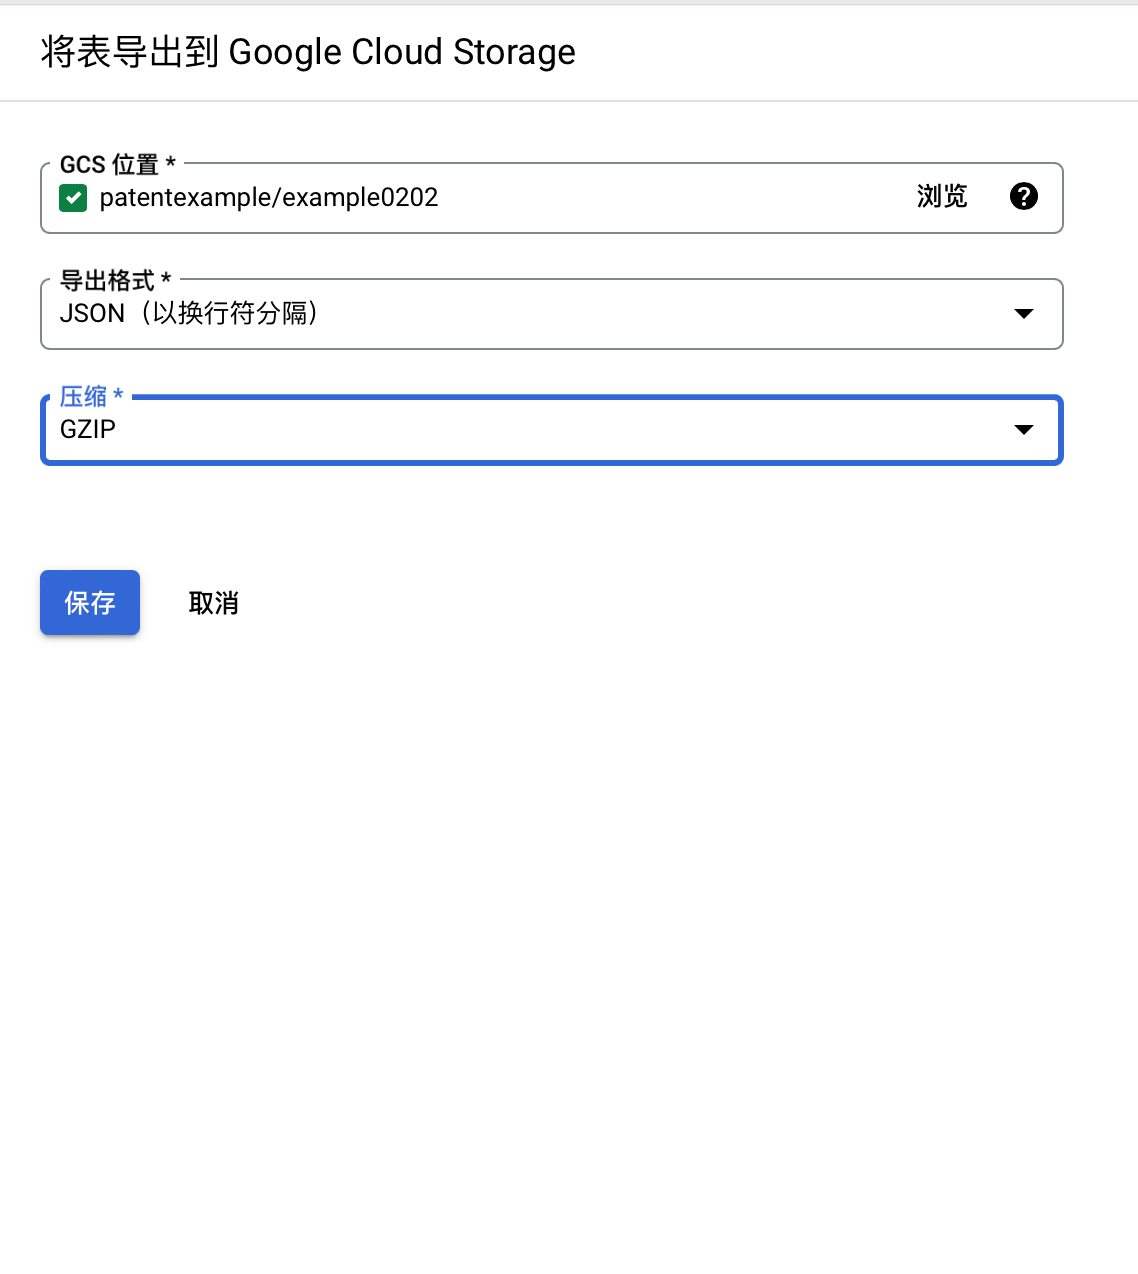 将表导出到 Google Cloud Storage
GCS 位置 *
patentexample/example0202 浏览
导出格式 *
JSON（以换行符分隔）
压缩 *
GZIP
保存 取消